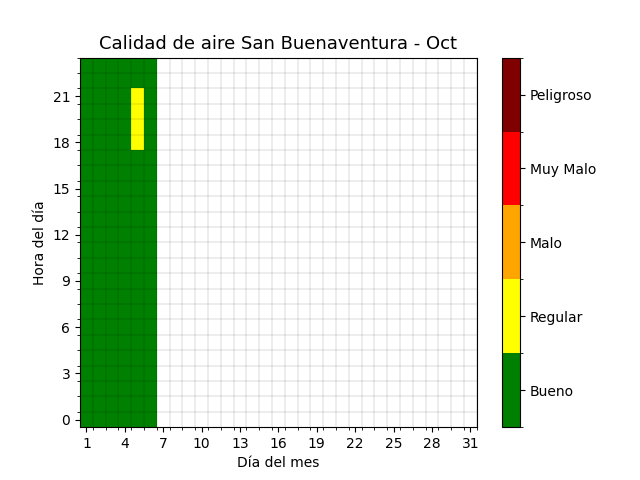 Calidad de aire San Buenaventura - Oct
Hora del día
21
18
15
12
9
6
3
0
1 4 7 10 13 16 19 22 25 28 31
Día del mes
Peligroso
Muy Malo
Malo
Regular
Bueno